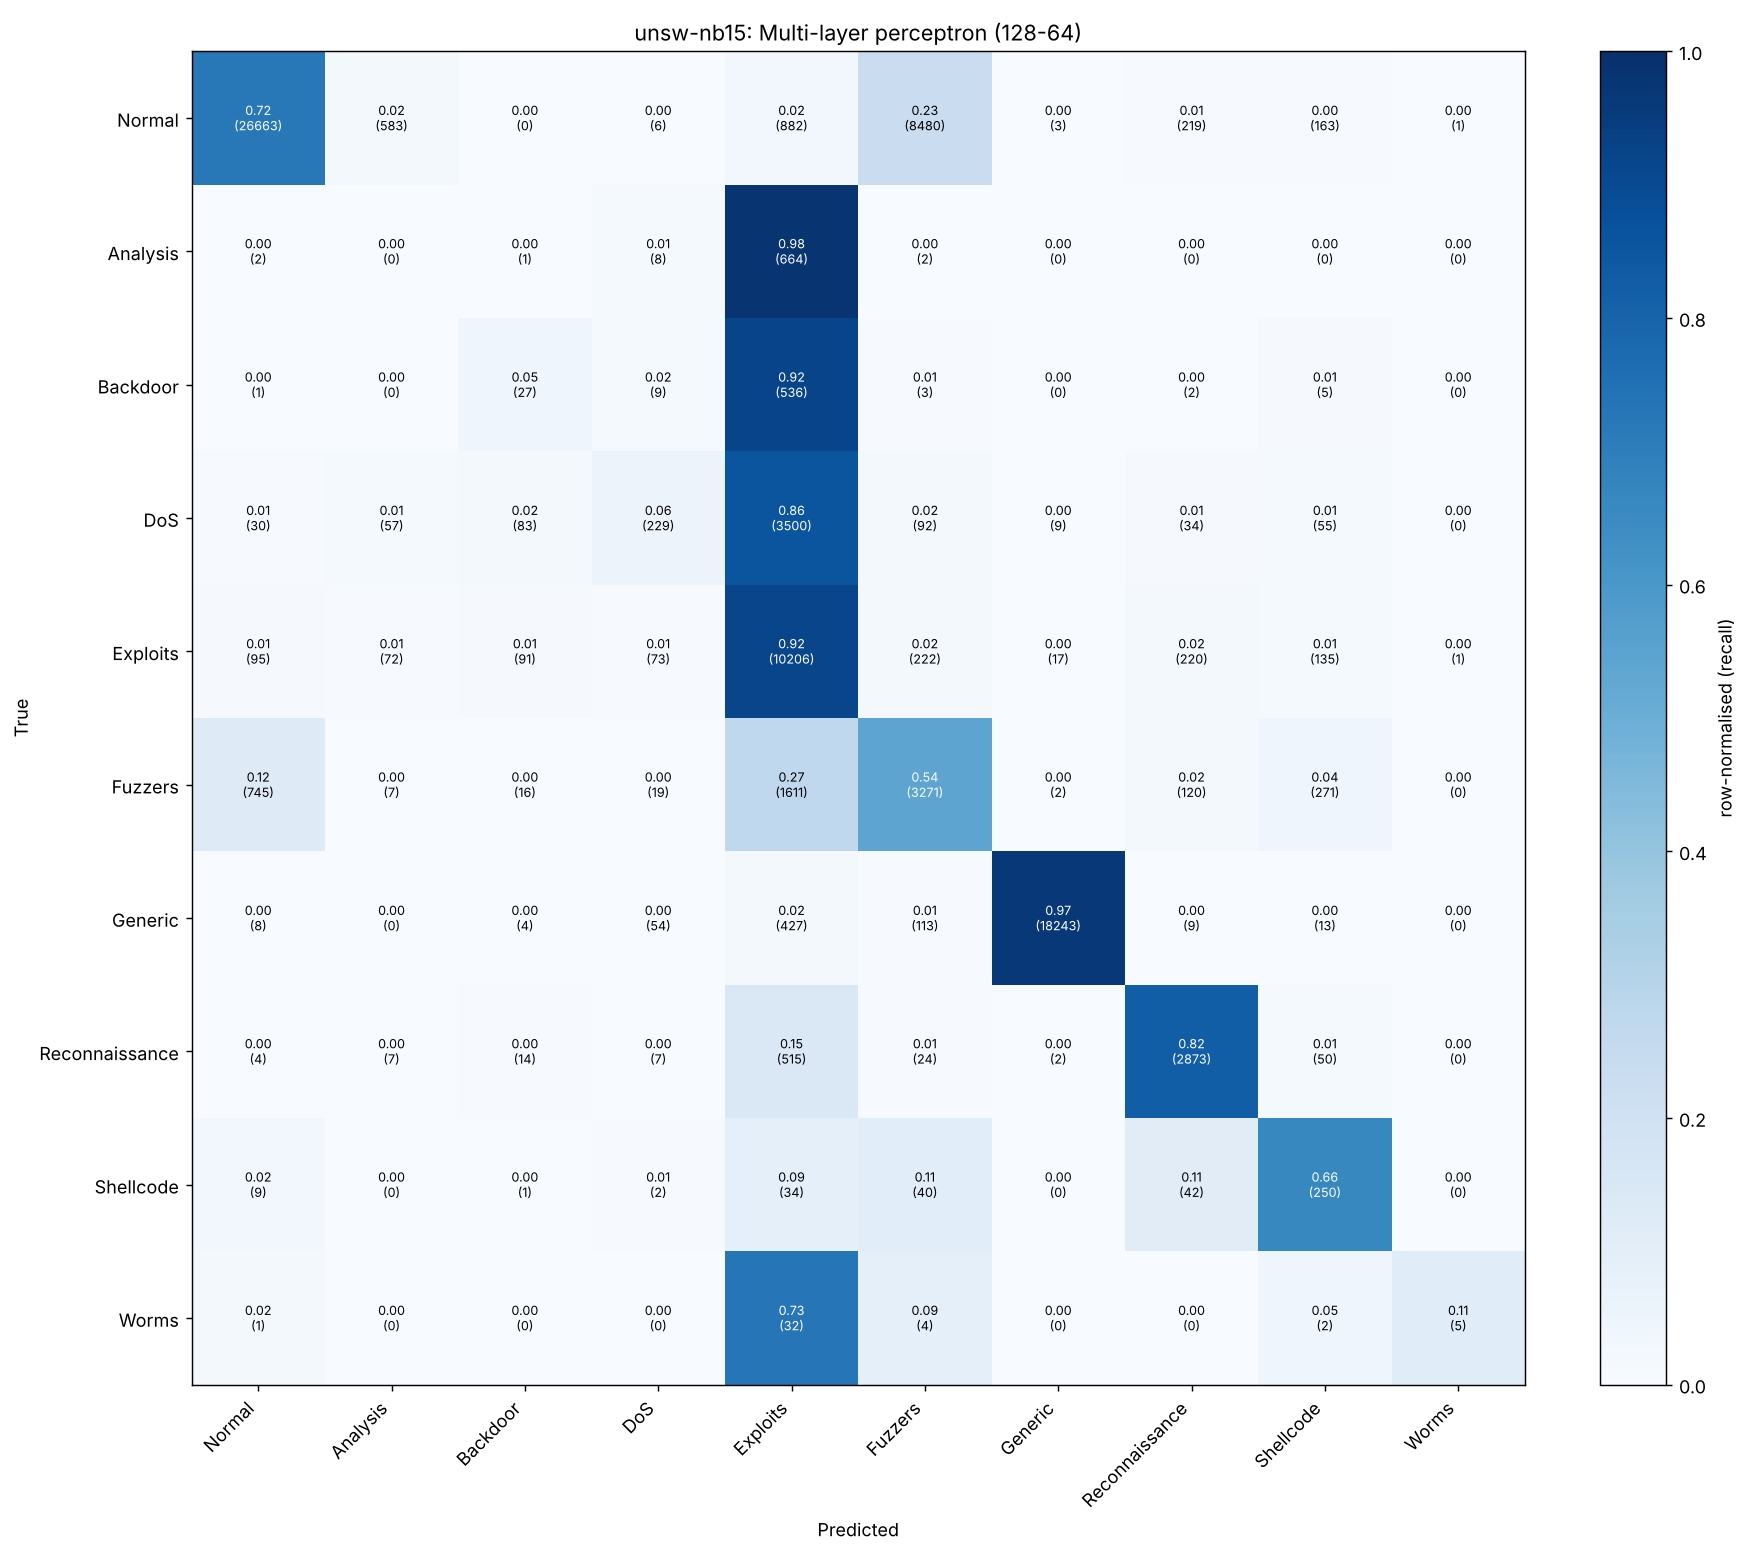 unsw-nb15: Multi-layer perceptron (128-64)
Normal
0.72 0.02 0.00 0.00 0.02 0.23 0.00 0.01 0.00 0.00
(26663) (583) (0) (6) (882) (8480) (3) (219) (163) (1)
Analysis
0.00 0.00 0.00 0.01 0.98 0.00 0.00 0.00 0.00 0.00
(2) (0) (1) (8) (664) (2) (0) (0) (0) (0)
Backdoor
0.00 0.00 0.05 0.02 0.92 0.01 0.00 0.00 0.01 0.00
(1) (0) (27) (9) (536) (3) (0) (2) (5) (0)
DoS
0.01 0.01 0.02 0.06 0.86 0.02 0.00 0.01 0.01 0.00
(30) (57) (83) (229) (3500) (92) (9) (34) (55) (0)
Exploits
0.01 0.01 0.01 0.01 0.92 0.02 0.00 0.02 0.01 0.00
(95) (72) (91) (73) (10206) (222) (17) (220) (135) (1)
Fuzzers
0.12 0.00 0.00 0.00 0.27 0.54 0.00 0.02 0.04 0.00
(745) (7) (16) (19) (1611) (3271) (2) (120) (271) (0)
Generic
0.00 0.00 0.00 0.00 0.02 0.01 0.97 0.00 0.00 0.00
(8) (0) (4) (54) (427) (113) (18243) (9) (13) (0)
Reconnaissance
0.00 0.00 0.00 0.00 0.15 0.01 0.00 0.82 0.01 0.00
(4) (7) (14) (7) (515) (24) (2) (2873) (50) (0)
Shellcode
0.02 0.00 0.00 0.01 0.09 0.11 0.00 0.11 0.66 0.00
(9) (0) (1) (2) (34) (40) (0) (42) (250) (0)
Worms
0.02 0.00 0.00 0.00 0.73 0.09 0.00 0.00 0.05 0.11
(1) (0) (0) (0) (32) (4) (0) (0) (2) (5)
True
Normal
Analysis
Backdoor
DoS
Exploits
Fuzzers
Generic
Reconnaissance
Shellcode
Worms
Predicted
1.0
0.8
0.6
0.4
0.2
0.0
row-normalised (recall)